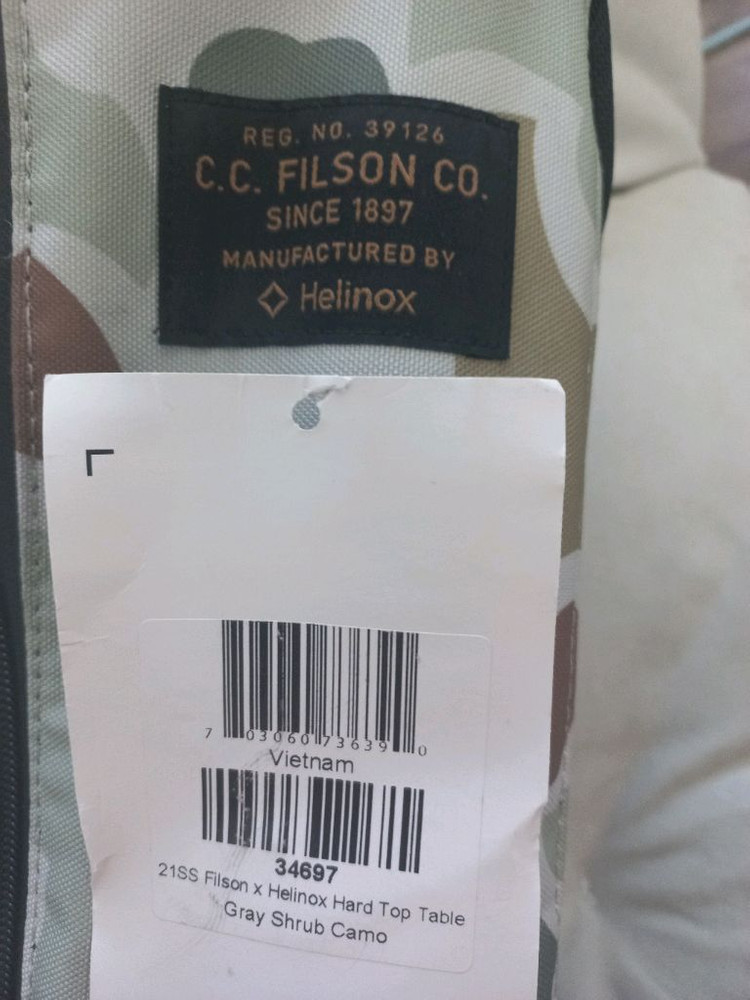 REG. NO. 39126
C.C. FILSON CO.
SINCE 1897
MANUFACTURED BY
Helinox
7 03060 73639 0
Vietnam
34697
21SS Filson x Helinox Hard Top Table
Gray Shrub Camo